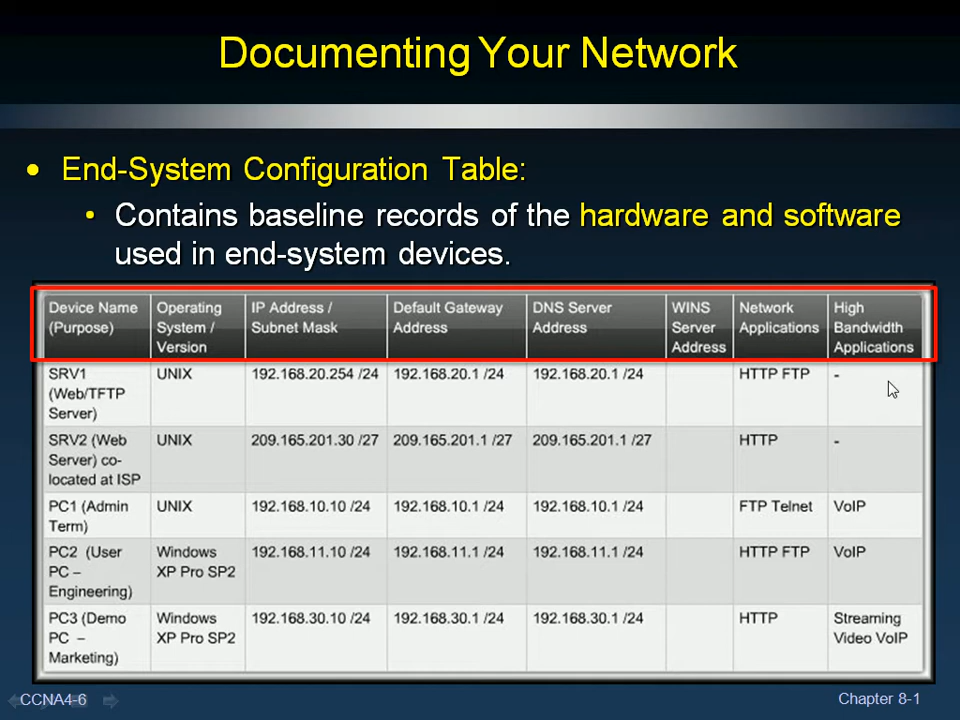 Documenting Your Network
• End-System Configuration Table:
• Contains baseline records of the hardware and software
used in end-system devices.
Device Name (Purpose) | Operating System / Version | IP Address / Subnet Mask | Default Gateway Address | DNS Server Address | WINS Server Address | Network Applications | High Bandwidth Applications
SRV1 (Web/TFTP Server) | UNIX | 192.168.20.254 /24 | 192.168.20.1 /24 | 192.168.20.1 /24 | | HTTP FTP | -
SRV2 (Web Server) co-located at ISP | UNIX | 209.165.201.30 /27 | 209.165.201.1 /27 | 209.165.201.1 /27 | | HTTP | -
PC1 (Admin Term) | UNIX | 192.168.10.10 /24 | 192.168.10.1 /24 | 192.168.10.1 /24 | | FTP Telnet | VoIP
PC2 (User PC – Engineering) | Windows XP Pro SP2 | 192.168.11.10 /24 | 192.168.11.1 /24 | 192.168.11.1 /24 | | HTTP FTP | VoIP
PC3 (Demo PC – Marketing) | Windows XP Pro SP2 | 192.168.30.10 /24 | 192.168.30.1 /24 | 192.168.30.1 /24 | | HTTP | Streaming Video VoIP
CCNA4-6
Chapter 8-1